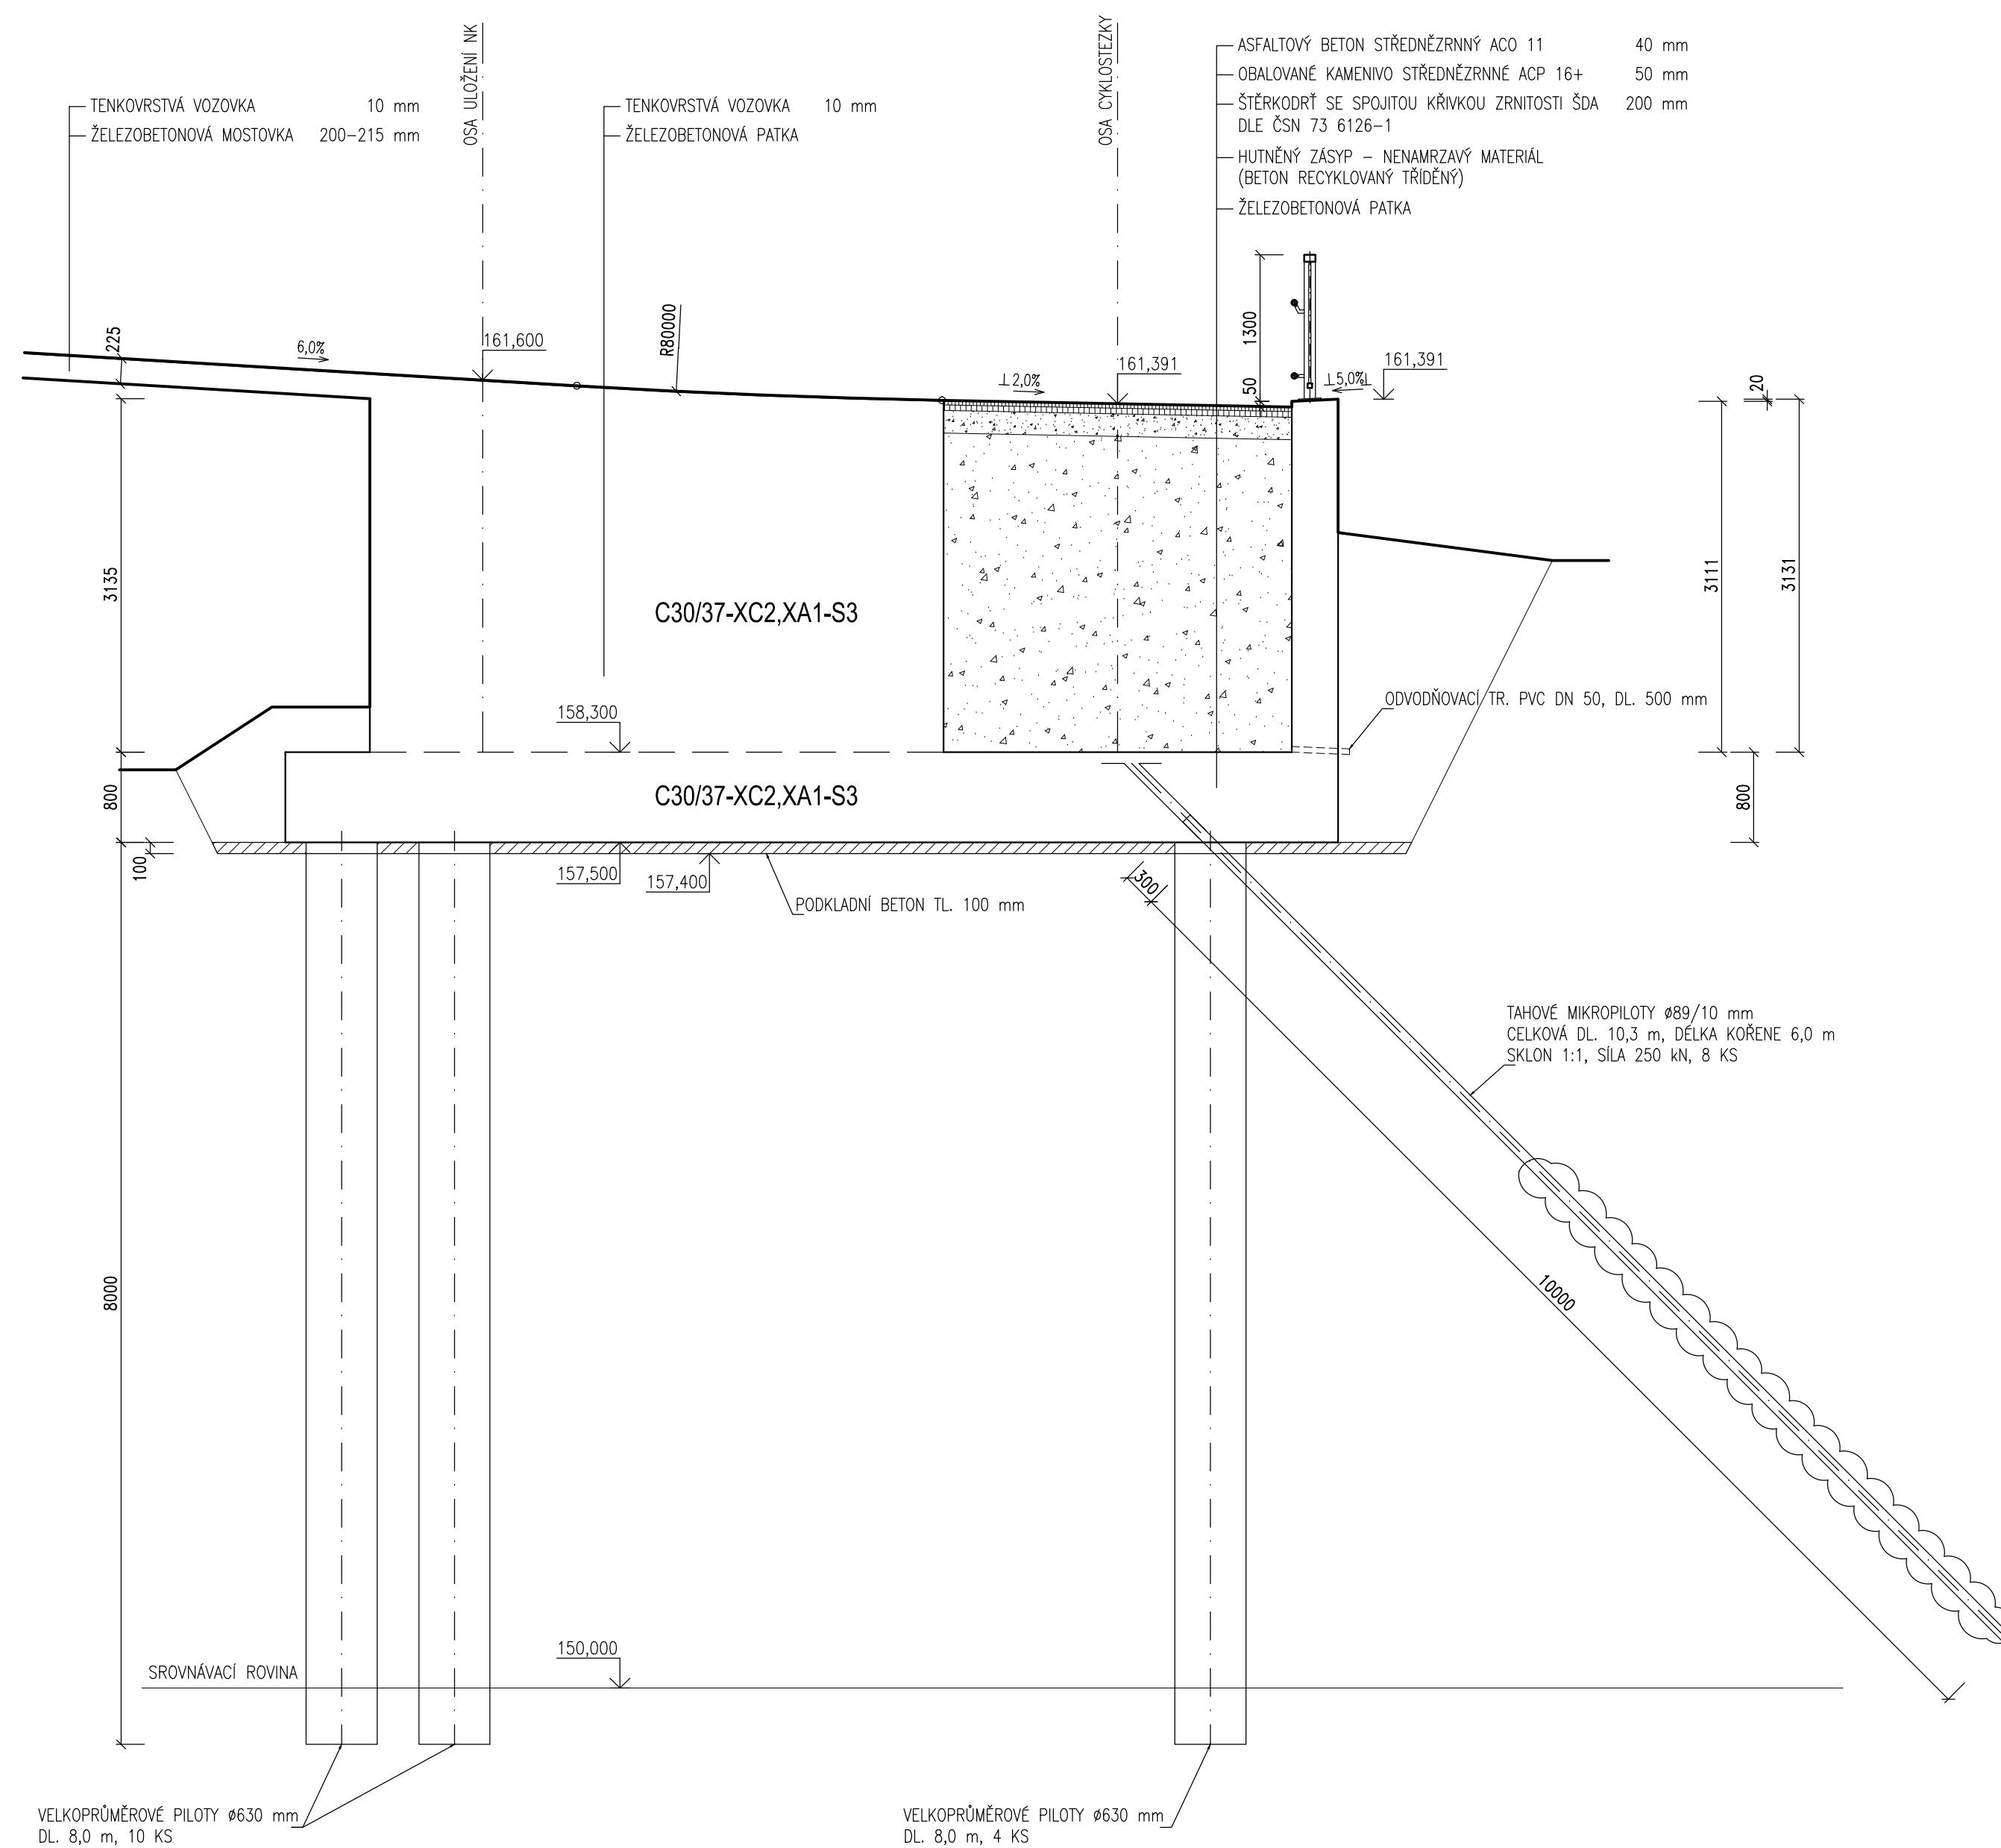 TENKOVRSTVÁ VOZOVKA 10 mm
ŽELEZOBETONOVÁ MOSTOVKA 200-215 mm
OSA ULOŽENÍ NK
TENKOVRSTVÁ VOZOVKA 10 mm
ŽELEZOBETONOVÁ PATKA
OSA CYKLOSTEZKY
ASFALTOVÝ BETON STŘEDNĚZRNNÝ ACO 11 40 mm
OBALOVANÉ KAMENIVO STŘEDNĚZRNNÉ ACP 16+ 50 mm
ŠTĚRKODRŤ SE SPOJITOU KŘIVKOU ZRNITOSTI ŠDA 200 mm
DLE ČSN 73 6126-1
HUTNĚNÝ ZÁSYP – NENAMRZAVÝ MATERIÁL
(BETON RECYKLOVANÝ TŘÍDĚNÝ)
ŽELEZOBETONOVÁ PATKA
225
6,0%
161,600
R80000
⊥2,0%
161,391
1300
50
⊥5,0%⊥
161,391
20
3135
3111
3131
C30/37-XC2,XA1-S3
158,300
ODVODŇOVACÍ TR. PVC DN 50, DL. 500 mm
800
C30/37-XC2,XA1-S3
800
100
157,500
157,400
PODKLADNÍ BETON TL. 100 mm
300
TAHOVÉ MIKROPILOTY ø89/10 mm
CELKOVÁ DL. 10,3 m, DÉLKA KOŘENE 6,0 m
SKLON 1:1, SÍLA 250 kN, 8 KS
8000
10000
SROVNÁVACÍ ROVINA
150,000
VELKOPRŮMĚROVÉ PILOTY ø630 mm
DL. 8,0 m, 10 KS
VELKOPRŮMĚROVÉ PILOTY ø630 mm
DL. 8,0 m, 4 KS